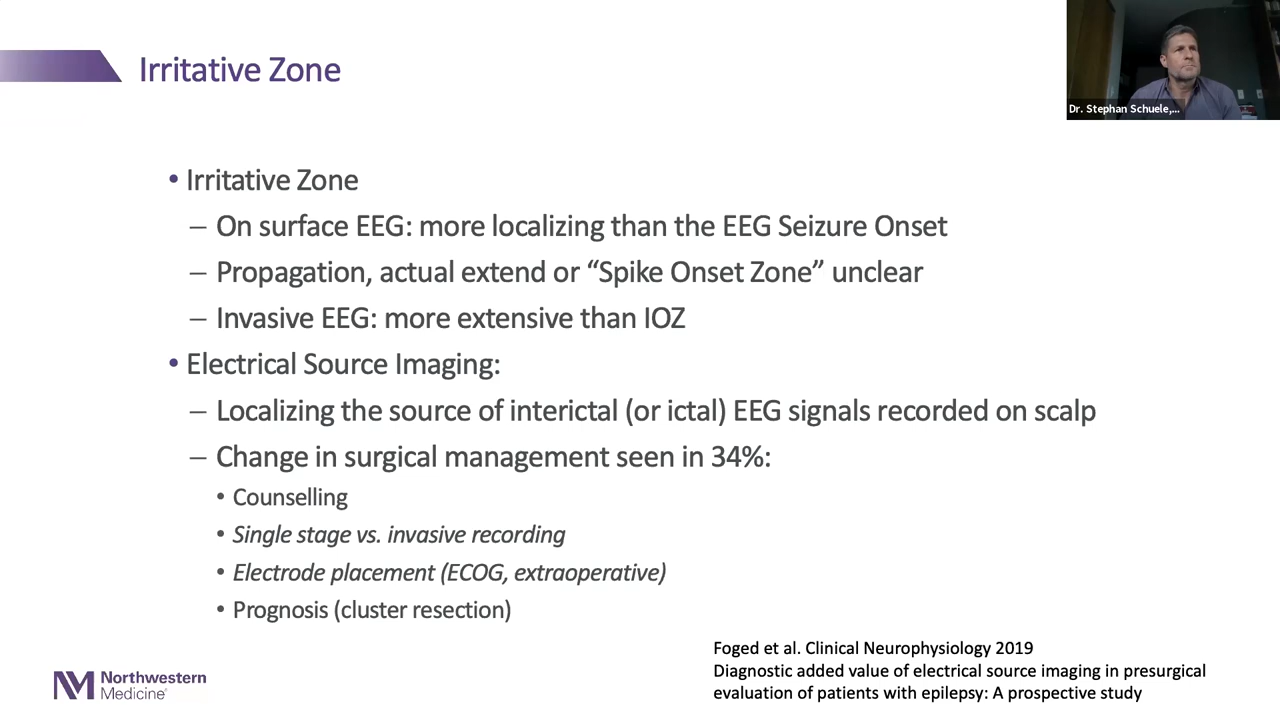 Irritative Zone
Dr. Stephan Schuele,...
• Irritative Zone
– On surface EEG: more localizing than the EEG Seizure Onset
– Propagation, actual extend or “Spike Onset Zone” unclear
– Invasive EEG: more extensive than IOZ
• Electrical Source Imaging:
– Localizing the source of interictal (or ictal) EEG signals recorded on scalp
– Change in surgical management seen in 34%:
• Counselling
• Single stage vs. invasive recording
• Electrode placement (ECOG, extraoperative)
• Prognosis (cluster resection)
Foged et al. Clinical Neurophysiology 2019
Diagnostic added value of electrical source imaging in presurgical
evaluation of patients with epilepsy: A prospective study
NM Northwestern
Medicine®